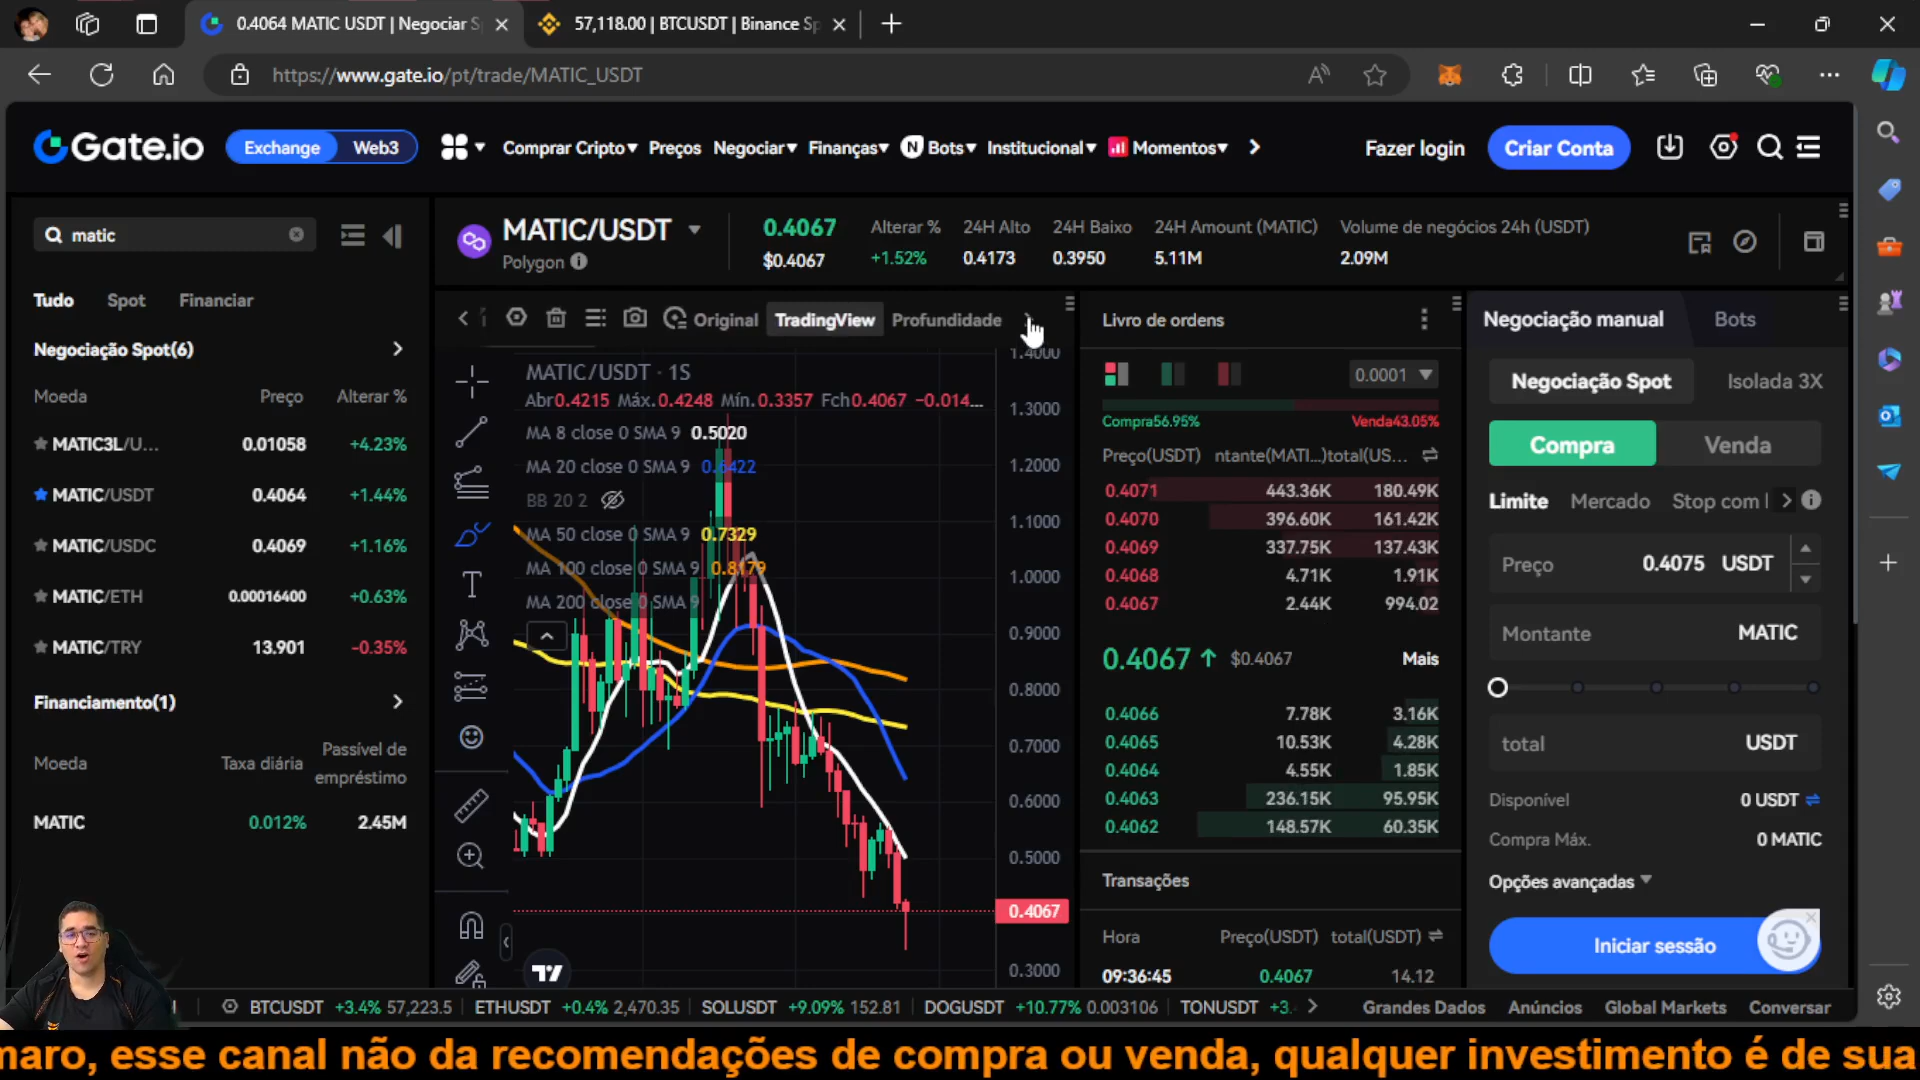 0.4064 MATIC USDT | Negociar S
57,118.00 | BTCUSDT | Binance Sp
https://www.gate.io/pt/trade/MATIC_USDT
Gate.io
Exchange Web3
Comprar Cripto Preços Negociar Finanças Bots Institucional Momentos
Fazer login Criar Conta
matic
Tudo Spot Financiar
Negociação Spot(6)
Moeda Preço Alterar %
MATIC3L/U... 0.01058 +4.23%
MATIC/USDT 0.4064 +1.44%
MATIC/USDC 0.4069 +1.16%
MATIC/ETH 0.00016400 +0.63%
MATIC/TRY 13.901 -0.35%
Financiamento(1)
Moeda Taxa diária Passível de empréstimo
MATIC 0.012% 2.45M
MATIC/USDT
Polygon
0.4067
$0.4067
Alterar %
+1.52%
24H Alto
0.4173
24H Baixo
0.3950
24H Amount (MATIC)
5.11M
Volume de negócios 24h (USDT)
2.09M
Original TradingView Profundidade
MATIC/USDT · 1S
Abr0.4215 Máx.0.4248 Mín.0.3357 Fch0.4067 −0.014...
MA 8 close 0 SMA 9 0.5020
MA 20 close 0 SMA 9 0.6422
BB 20 2
MA 50 close 0 SMA 9 0.7329
MA 100 close 0 SMA 9 0.8179
MA 200 close 0 SMA 9
1.4000
1.3000
1.2000
1.1000
1.0000
0.9000
0.8000
0.7000
0.6000
0.5000
0.4067
0.3000
Livro de ordens
0.0001
Compra56.95% Venda43.05%
Preço(USDT) ntante(MATI...)total(US...
0.4071 443.36K 180.49K
0.4070 396.60K 161.42K
0.4069 337.75K 137.43K
0.4068 4.71K 1.91K
0.4067 2.44K 994.02
0.4067 $0.4067 Mais
0.4066 7.78K 3.16K
0.4065 10.53K 4.28K
0.4064 4.55K 1.85K
0.4063 236.15K 95.95K
0.4062 148.57K 60.35K
Transações
Hora Preço(USDT) total(USDT)
09:36:45 0.4067 14.12
Negociação manual Bots
Negociação Spot Isolada 3X
Compra Venda
Limite Mercado Stop com l
Preço 0.4075 USDT
Montante MATIC
total USDT
Disponível 0 USDT
Compra Máx. 0 MATIC
Opções avançadas
Iniciar sessão
BTCUSDT +3.4% 57,223.5 ETHUSDT +0.4% 2,470.35 SOLUSDT +9.09% 152.81 DOGUSDT +10.77% 0.003106 TONUSDT +3.
Grandes Dados Anúncios Global Markets Conversar
maro, esse canal não da recomendações de compra ou venda, qualquer investimento é de sua